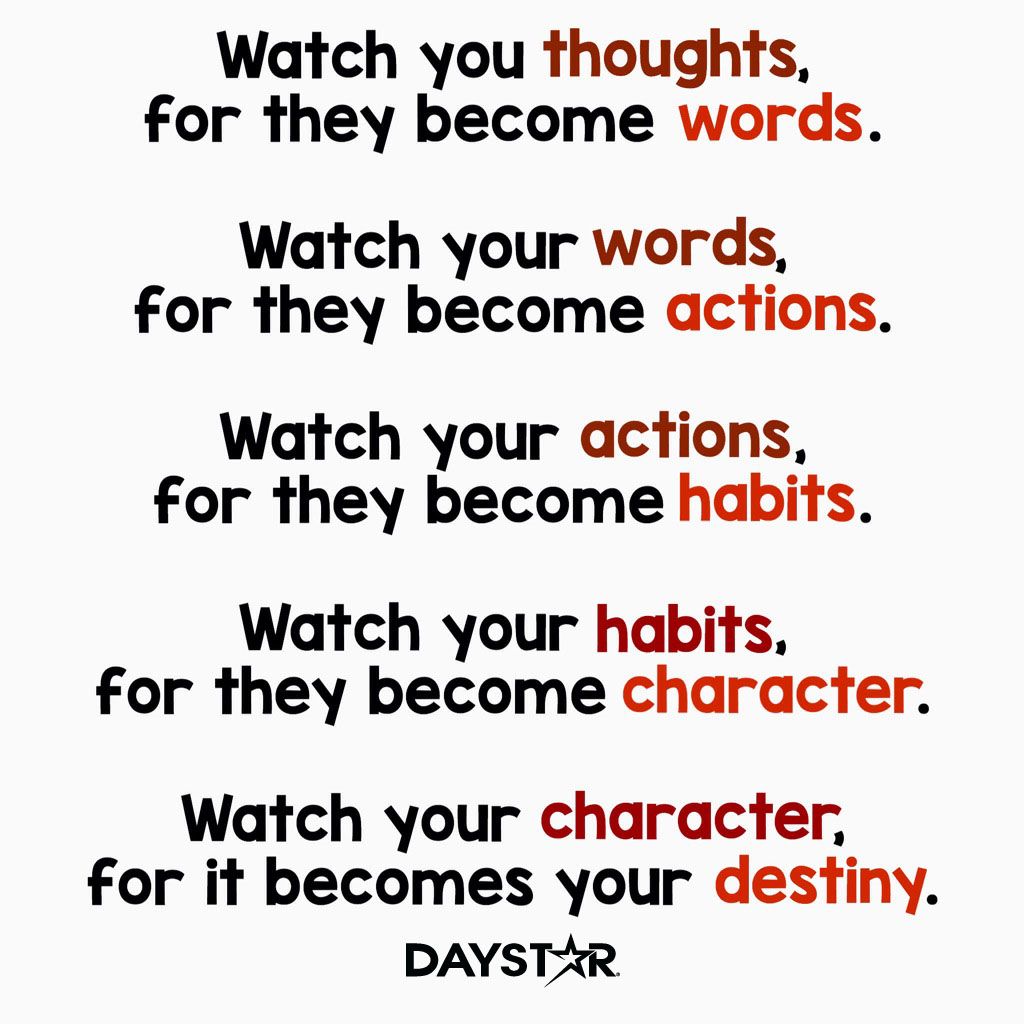 Watch you thoughts,
for they become words.
Watch your words,
for they become actions.
Watch your actions,
for they become habits.
Watch your habits,
for they become character.
Watch your character,
for it becomes your destiny.
DAYSTAR